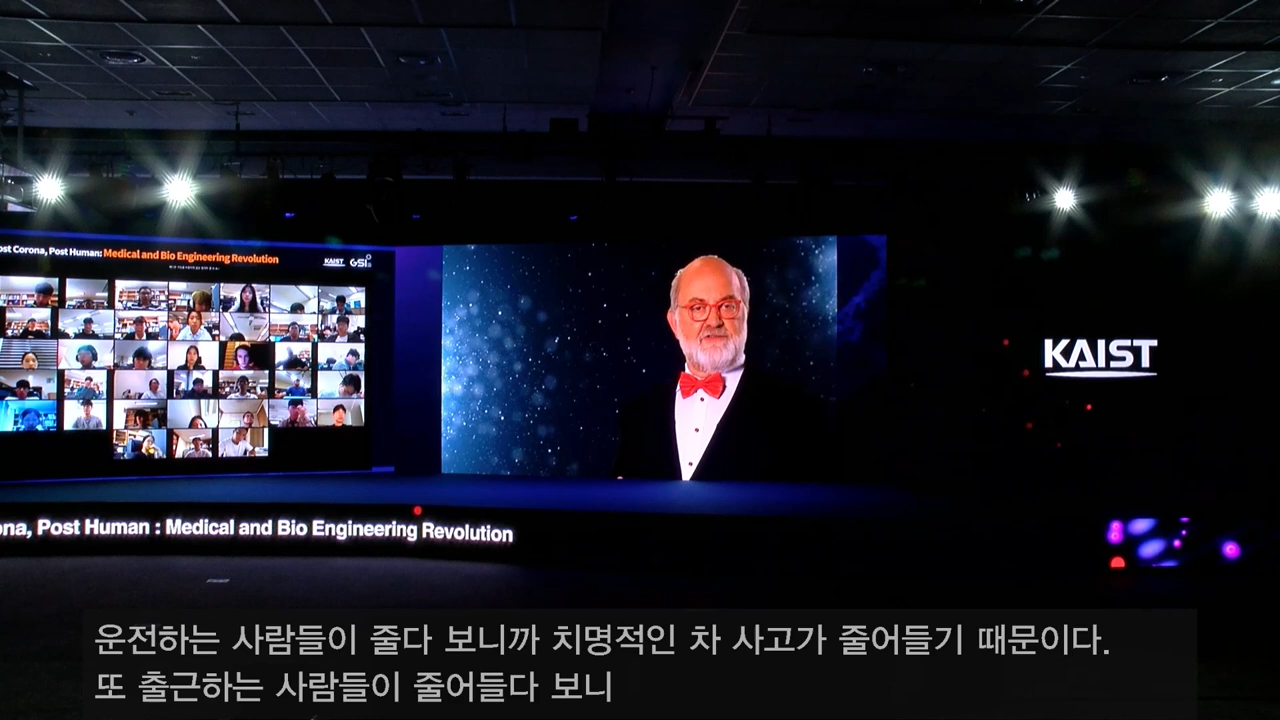 ost Corona, Post Human: Medical and Bio Engineering Revolution
KAIST GSI
KAIST
ona, Post Human : Medical and Bio Engineering Revolution
운전하는 사람들이 줄다 보니까 치명적인 차 사고가 줄어들기 때문이다.
또 출근하는 사람들이 줄어들다 보니